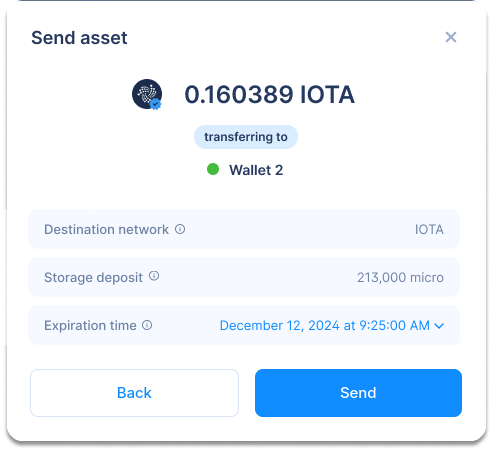 Send asset
0.160389 IOTA
transferring to
Wallet 2
Destination network IOTA
Storage deposit 213,000 micro
Expiration time December 12, 2024 at 9:25:00 AM
Back Send